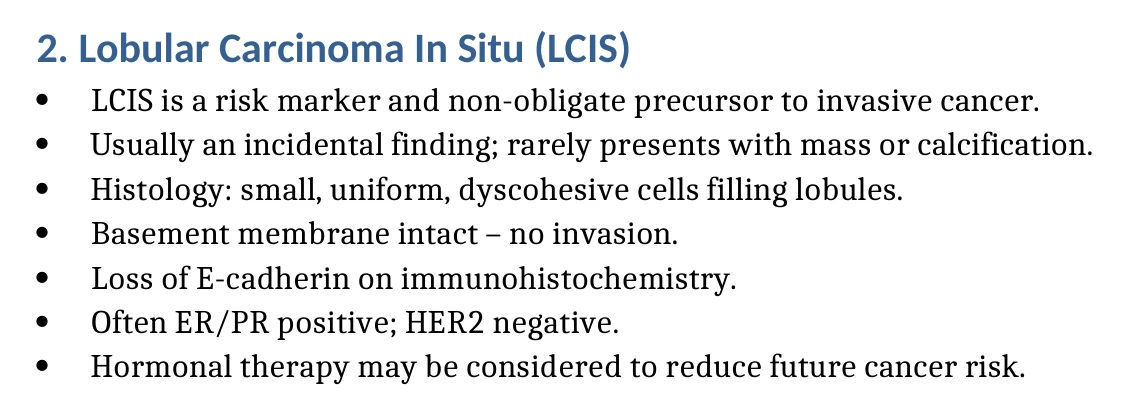 2. Lobular Carcinoma In Situ (LCIS)
• LCIS is a risk marker and non-obligate precursor to invasive cancer.
• Usually an incidental finding; rarely presents with mass or calcification.
• Histology: small, uniform, dyscohesive cells filling lobules.
• Basement membrane intact – no invasion.
• Loss of E-cadherin on immunohistochemistry.
• Often ER/PR positive; HER2 negative.
• Hormonal therapy may be considered to reduce future cancer risk.